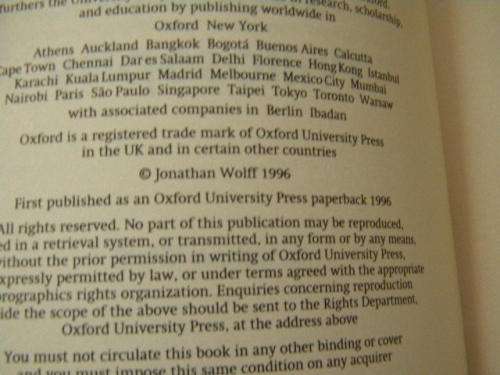 furthers the University's research, scholarship,
and education by publishing worldwide in
Oxford New York
Athens Auckland Bangkok Bogotá Buenos Aires Calcutta
Cape Town Chennai Dar es Salaam Delhi Florence Hong Kong Istanbul
Karachi Kuala Lumpur Madrid Melbourne Mexico City Mumbai
Nairobi Paris São Paulo Singapore Taipei Tokyo Toronto Warsaw
with associated companies in Berlin Ibadan
Oxford is a registered trade mark of Oxford University Press
in the UK and in certain other countries
© Jonathan Wolff 1996
First published as an Oxford University Press paperback 1996
All rights reserved. No part of this publication may be reproduced,
ed in a retrieval system, or transmitted, in any form or by any means,
without the prior permission in writing of Oxford University Press,
expressly permitted by law, or under terms agreed with the appropriate
prographics rights organization. Enquiries concerning reproduction
ide the scope of the above should be sent to the Rights Department,
Oxford University Press, at the address above
You must not circulate this book in any other binding or cover
and you must impose this same condition on any acquirer